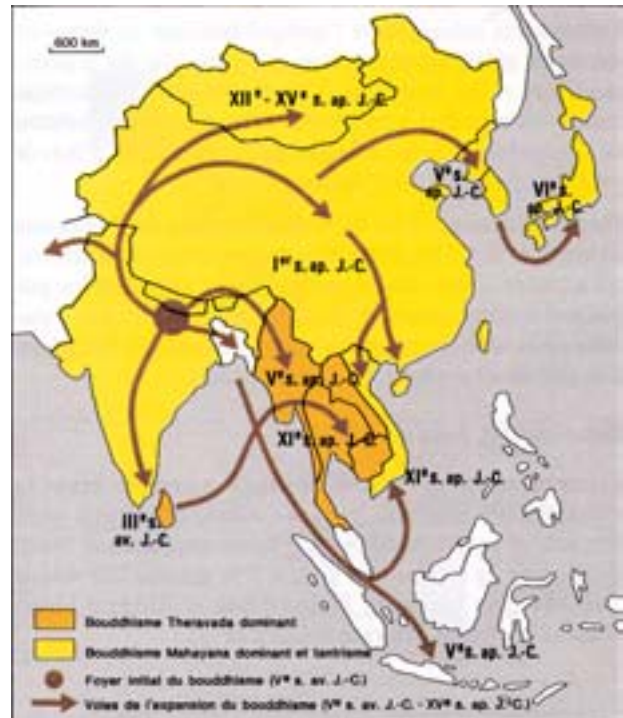 600 km
XIIe - XVe s. ap. J.-C.
Ve s.
ap. J.-C.
VIe s.
ap. J.-C.
Ier s. ap. J.-C.
Ve s. ap. J.-C.
XIe s. ap. J.-C.
XIe s. ap. J.-C.
IIIe s.
av. J.-C.
Ve s. ap. J.-C.
Bouddhisme Theravada dominant
Bouddhisme Mahayana dominant et tantrisme
Foyer initial du bouddhisme (Ve s. av. J.-C.)
Voies de l'expansion du bouddhisme (Ve s. av. J.-C. - XVe s. ap. J.-C.)